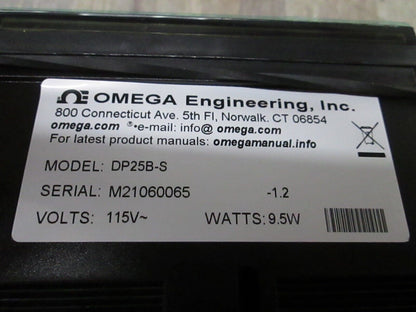 OMEGA Engineering, Inc.
800 Connecticut Ave. 5th Fl, Norwalk. CT 06854
omega.com ®•e-mail: info@ omega.com
For latest product manuals: omegamanual.info
MODEL: DP25B-S
SERIAL: M21060065 -1.2
VOLTS: 115V~ WATTS: 9.5W